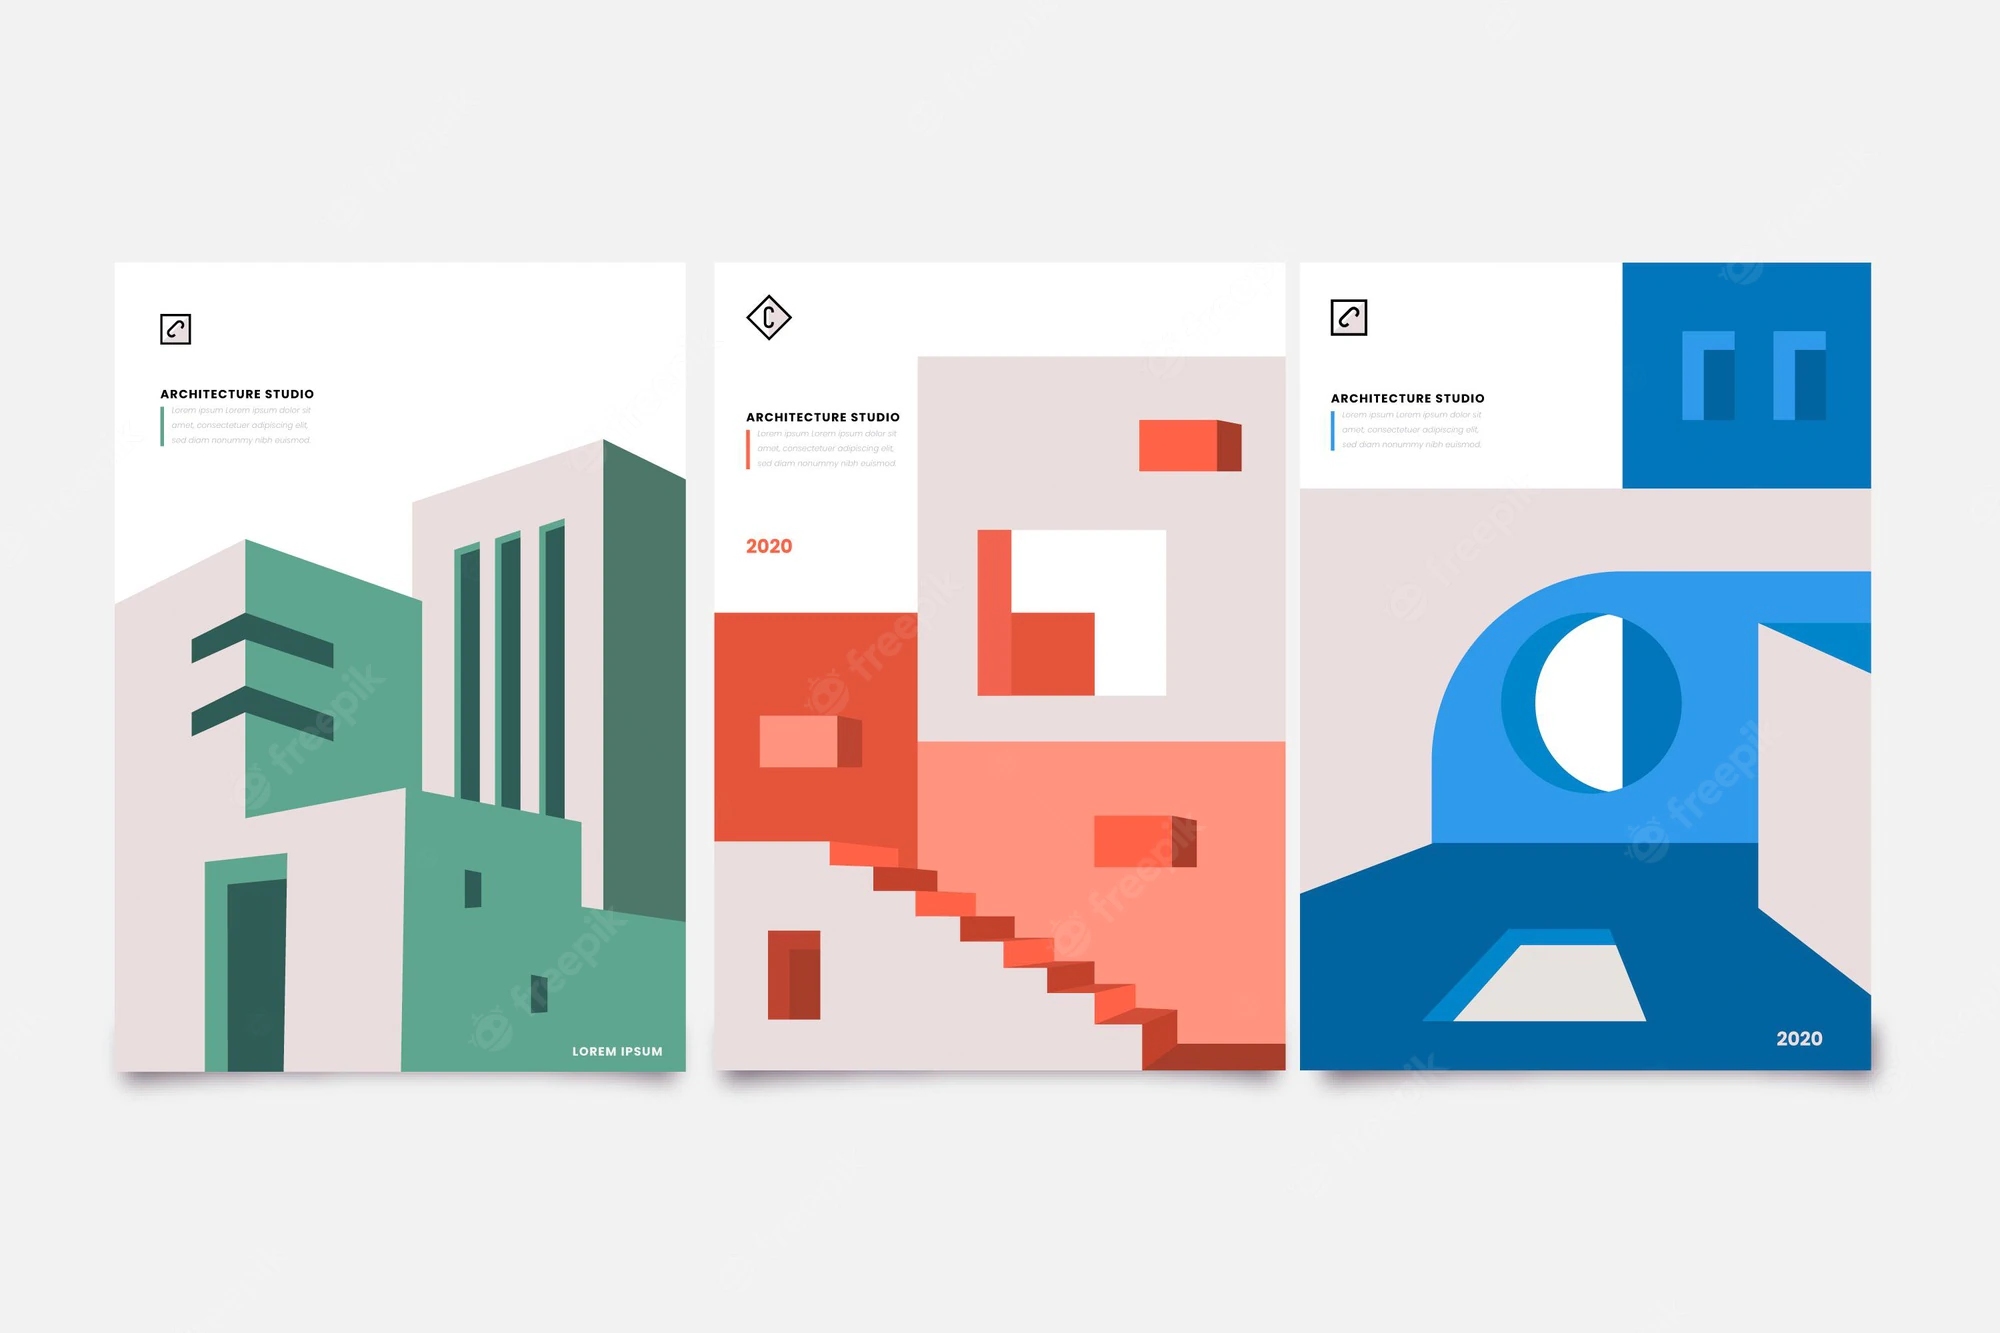 ARCHITECTURE STUDIO
Lorem ipsum Lorem ipsum dolor sit
amet, consectetuer adipiscing elit,
sed diam nonummy nibh euismod.
LOREM IPSUM
C
ARCHITECTURE STUDIO
Lorem ipsum Lorem ipsum dolor sit
amet, consectetuer adipiscing elit,
sed diam nonummy nibh euismod.
2020
ARCHITECTURE STUDIO
Lorem ipsum Lorem ipsum dolor sit
amet, consectetuer adipiscing elit,
sed diam nonummy nibh euismod.
2020
freepik
freepik
freepik
freepik
freepik
freepik